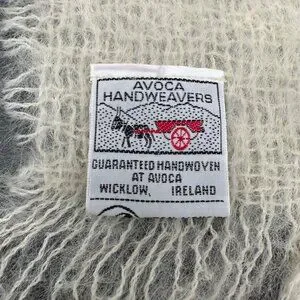 AVOCA
HANDWEAVERS
GUARANTEED HANDWOVEN
AT AVOCA
WICKLOW, IRELAND